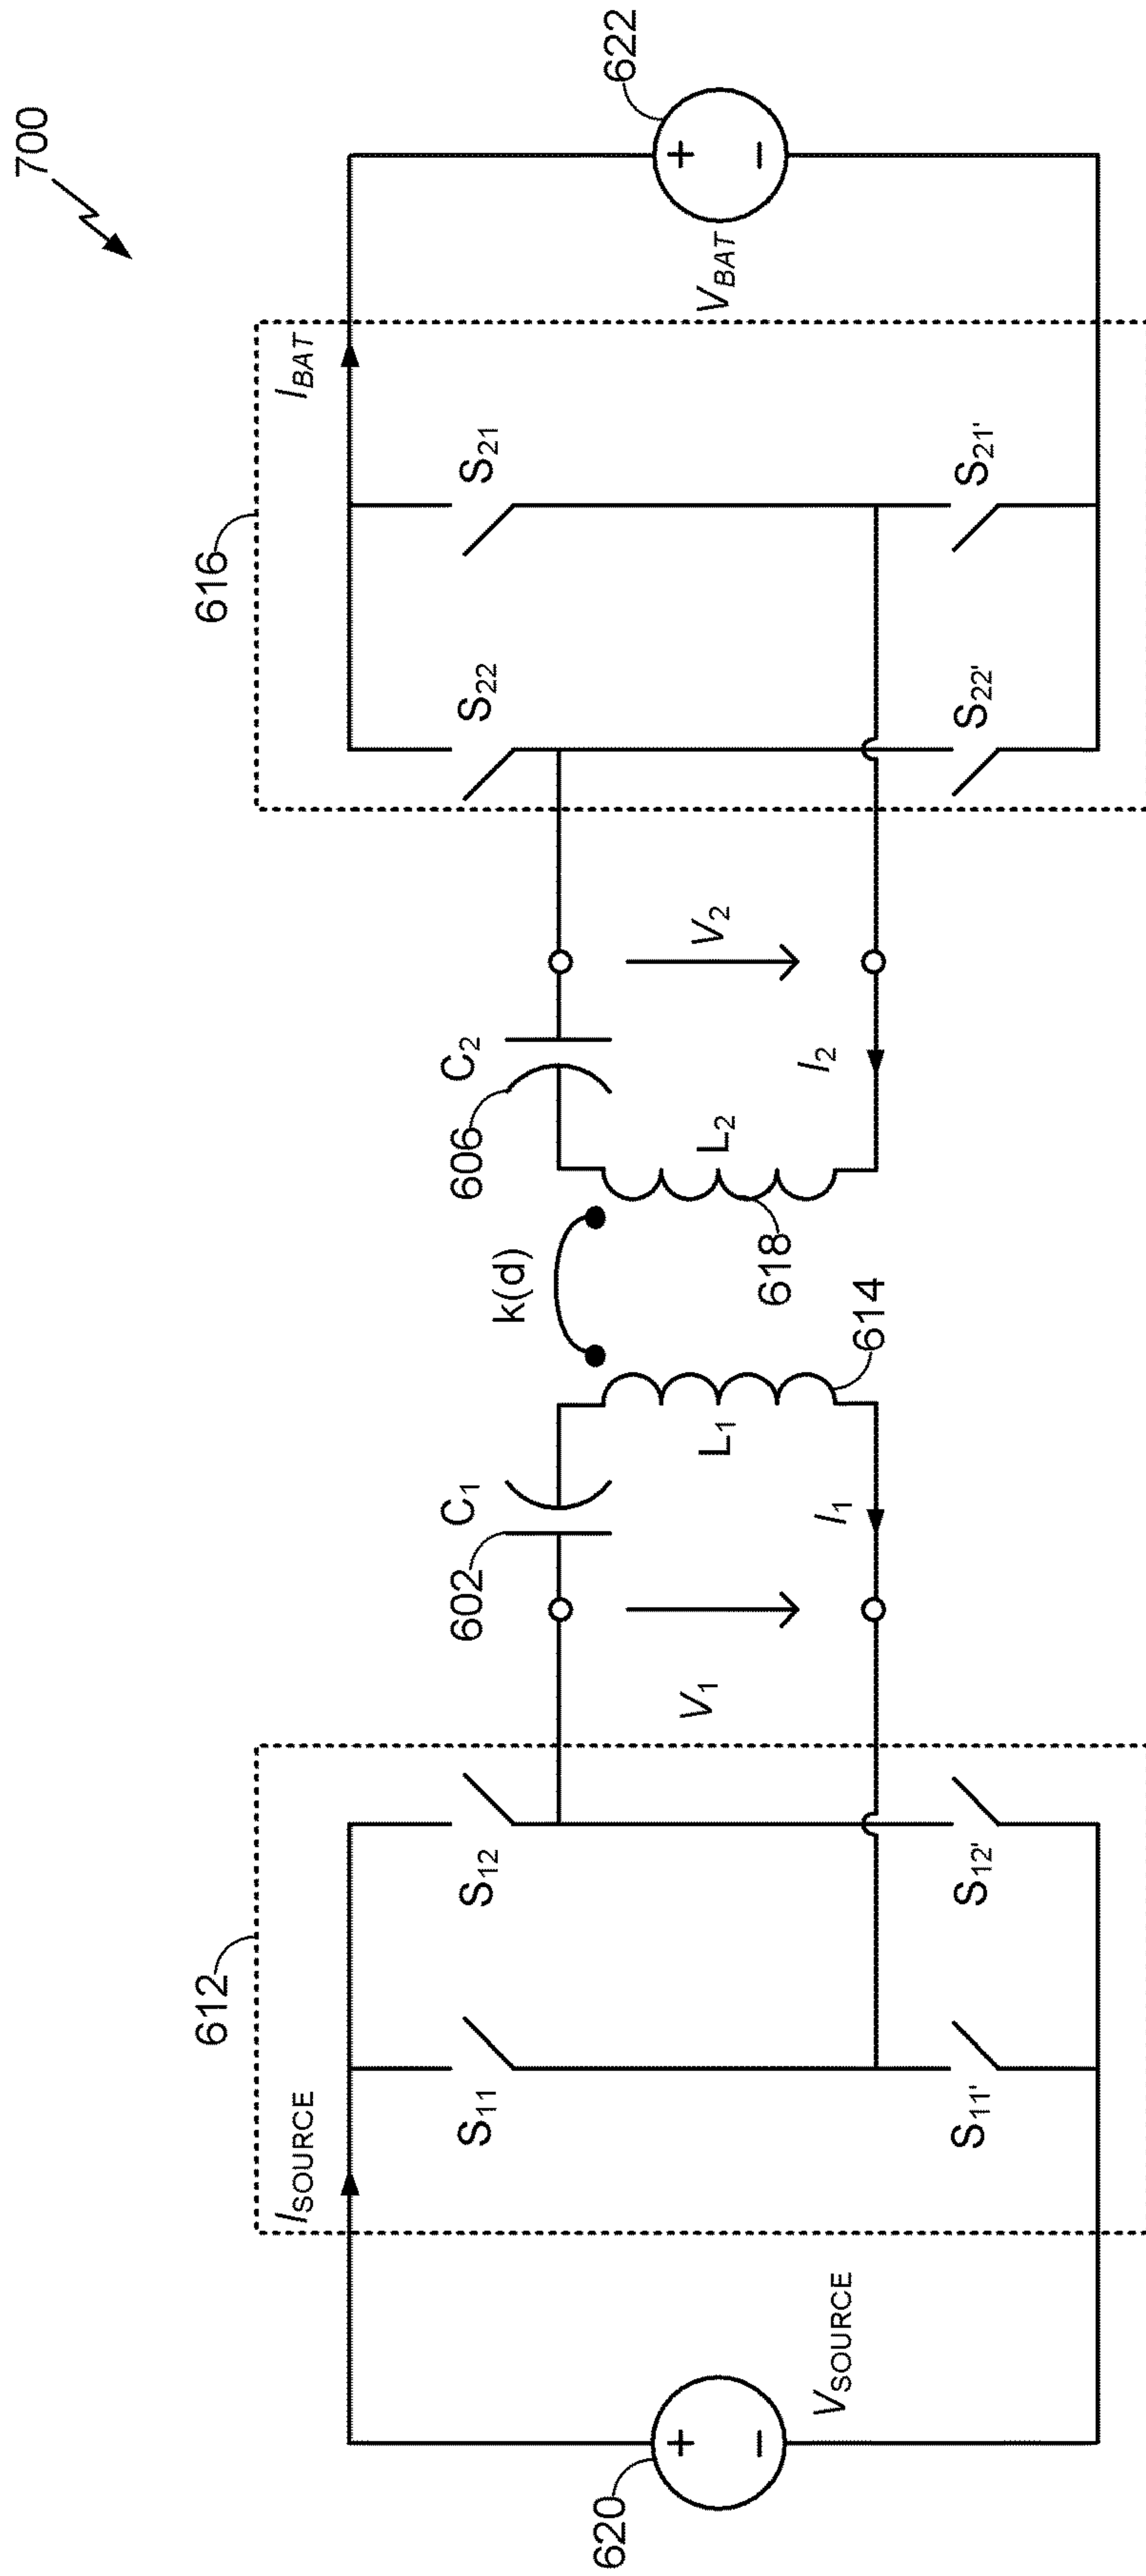 700
612
616
I_SOURCE
I_BAT
S₁₁
S₁₂
S₂₂
S₂₁
602
C₁
k(d)
606
C₂
620
+
−
V_SOURCE
V₁
L₁
L₂
V₂
V_BAT
+
−
622
I₁
614
618
I₂
S₁₁'
S₁₂'
S₂₂'
S₂₁'